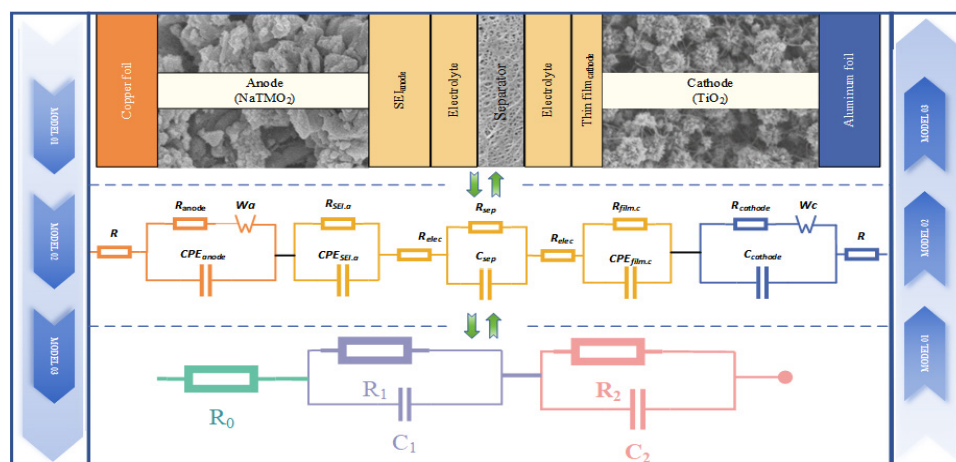 MODEL 01
MODEL 02
MODEL 03
Copper foil
Anode
(NaTMO₂)
SEIanode
Electrolyte
Separator
Electrolyte
Thin filmcathode
Cathode
(TiO₂)
Aluminum foil
R
Ranode
Wa
CPEanode
RSEI.a
CPESEI.a
Relec
Rsep
Csep
Relec
Rfilm.c
CPEfilm.c
Rcathode
Wc
Ccathode
R
R₀
R₁
C₁
R₂
C₂
MODEL 03
MODEL 02
MODEL 01